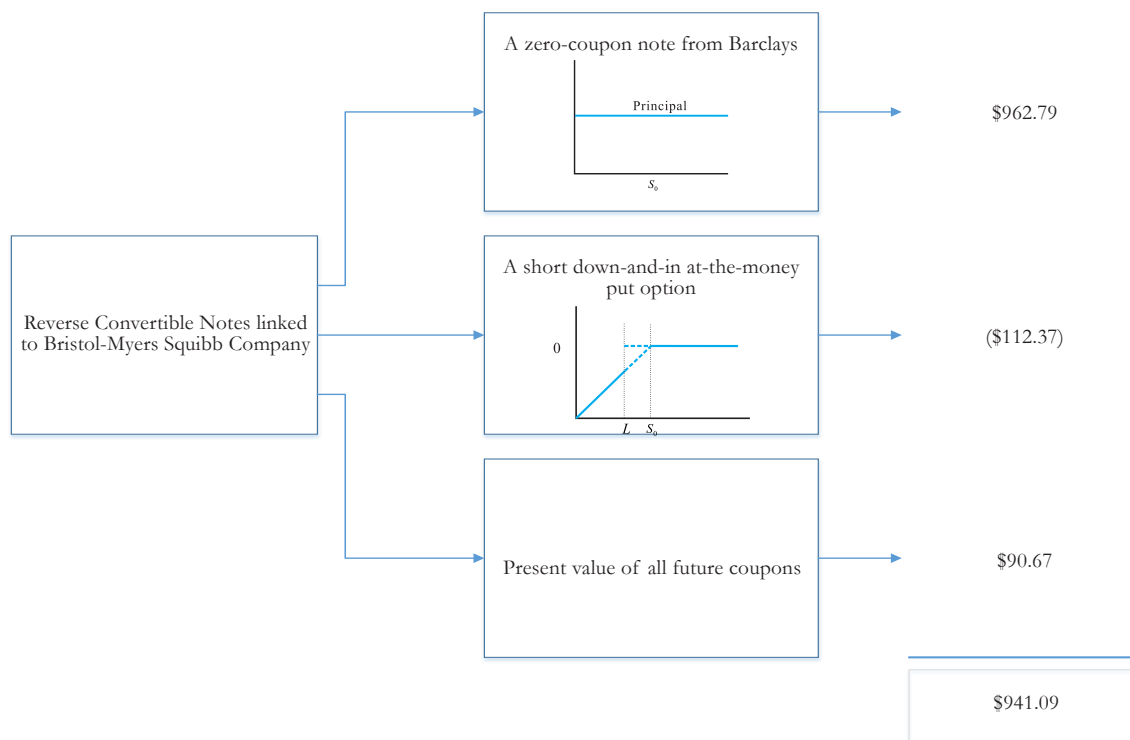 A zero-coupon note from Barclays
Principal
S₀
$962.79
Reverse Convertible Notes linked
to Bristol-Myers Squibb Company
A short down-and-in at-the-money
put option
0
L S₀
($112.37)
Present value of all future coupons
$90.67
$941.09